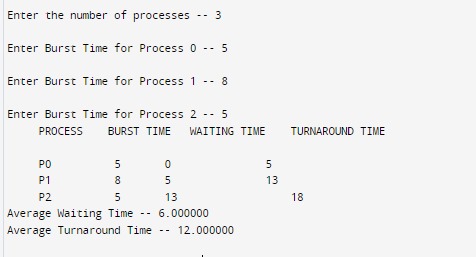 Enter the number of processes -- 3
Enter Burst Time for Process 0 -- 5
Enter Burst Time for Process 1 -- 8
Enter Burst Time for Process 2 -- 5
PROCESS BURST TIME WAITING TIME TURNAROUND TIME
P0 5 0 5
P1 8 5 13
P2 5 13 18
Average Waiting Time -- 6.000000
Average Turnaround Time -- 12.000000